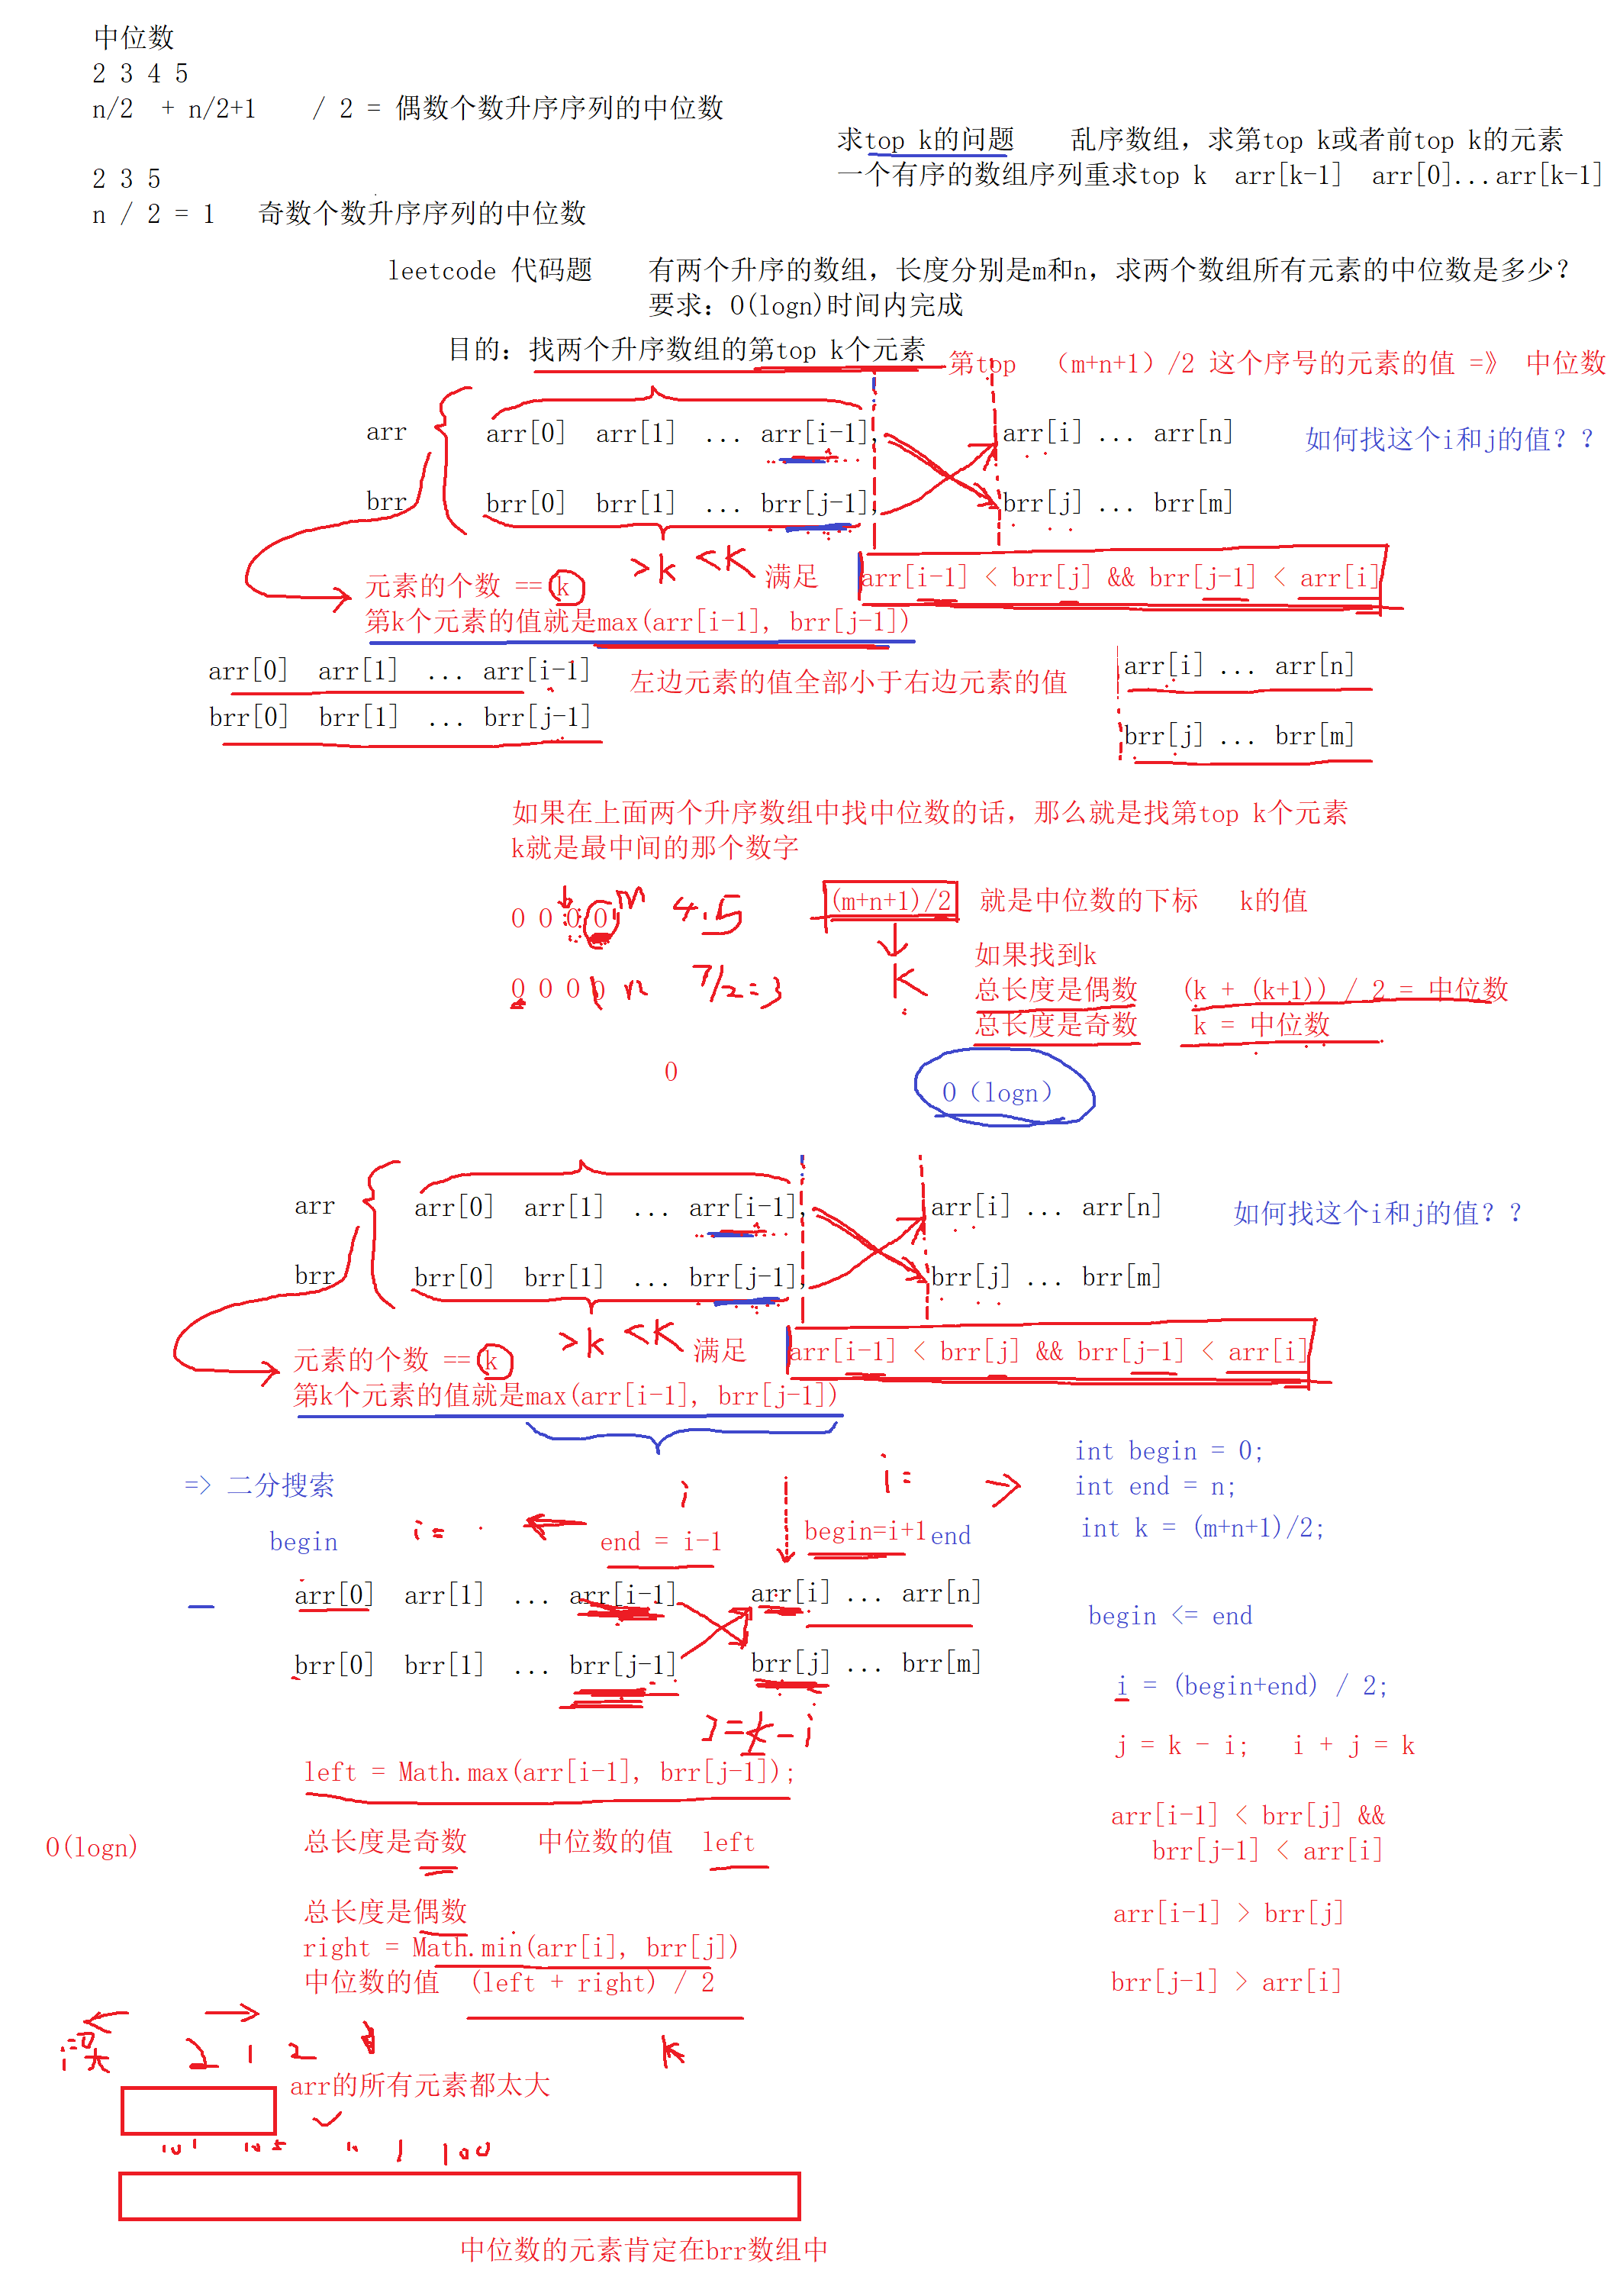 中位数
2 3 4 5
n/2  + n/2+1    / 2 = 偶数个数升序序列的中位数
求top k的问题    乱序数组，求第top k或者前top k的元素
一个有序的数组序列重求top k  arr[k-1]  arr[0]...arr[k-1]
2 3 5
n / 2 = 1   奇数个数升序序列的中位数
leetcode 代码题    有两个升序的数组，长度分别是m和n，求两个数组所有元素的中位数是多少？
要求：O(logn)时间内完成
目的：找两个升序数组的第top k个元素
第top  （m+n+1）/2 这个序号的元素的值 =》 中位数
arr  arr[0]  arr[1]  ... arr[i-1],  arr[i] ... arr[n]
如何找这个i和j的值？？
brr  brr[0]  brr[1]  ... brr[j-1],  brr[j] ... brr[m]
>k <k
元素的个数 == k  满足  arr[i-1] < brr[j] && brr[j-1] < arr[i]
第k个元素的值就是max(arr[i-1], brr[j-1])
arr[0]  arr[1]  ... arr[i-1]  左边元素的值全部小于右边元素的值  arr[i] ... arr[n]
brr[0]  brr[1]  ... brr[j-1]  brr[j] ... brr[m]
如果在上面两个升序数组中找中位数的话，那么就是找第top k个元素
k就是最中间的那个数字
0 0 0 0 m  4.5  (m+n+1)/2  就是中位数的下标   k的值
0 0 0 0 n  7/2=3  K
如果找到k
总长度是偶数   (k + (k+1)) / 2 = 中位数
总长度是奇数    k = 中位数
0
O（logn）
arr  arr[0]  arr[1]  ... arr[i-1],  arr[i] ... arr[n]
如何找这个i和j的值？？
brr  brr[0]  brr[1]  ... brr[j-1],  brr[j] ... brr[m]
>k <k
元素的个数 == k  满足  arr[i-1] < brr[j] && brr[j-1] < arr[i]
第k个元素的值就是max(arr[i-1], brr[j-1])
int begin = 0;
=> 二分搜索  i  i=  int end = n;
int k = (m+n+1)/2;
begin  i=  end = i-1  begin=i+1 end
arr[0]  arr[1]  ... arr[i-1]  arr[i] ... arr[n]
begin <= end
brr[0]  brr[1]  ... brr[j-1]  brr[j] ... brr[m]
i = (begin+end) / 2;
J=k-i
j = k - i;   i + j = k
left = Math.max(arr[i-1], brr[j-1]);
arr[i-1] < brr[j] &&
brr[j-1] < arr[i]
O(logn)  总长度是奇数     中位数的值  left
总长度是偶数
arr[i-1] > brr[j]
right = Math.min(arr[i], brr[j])
中位数的值  (left + right) / 2
brr[j-1] > arr[i]
2 1 2  k
arr的所有元素都太大
1 100
中位数的元素肯定在brr数组中